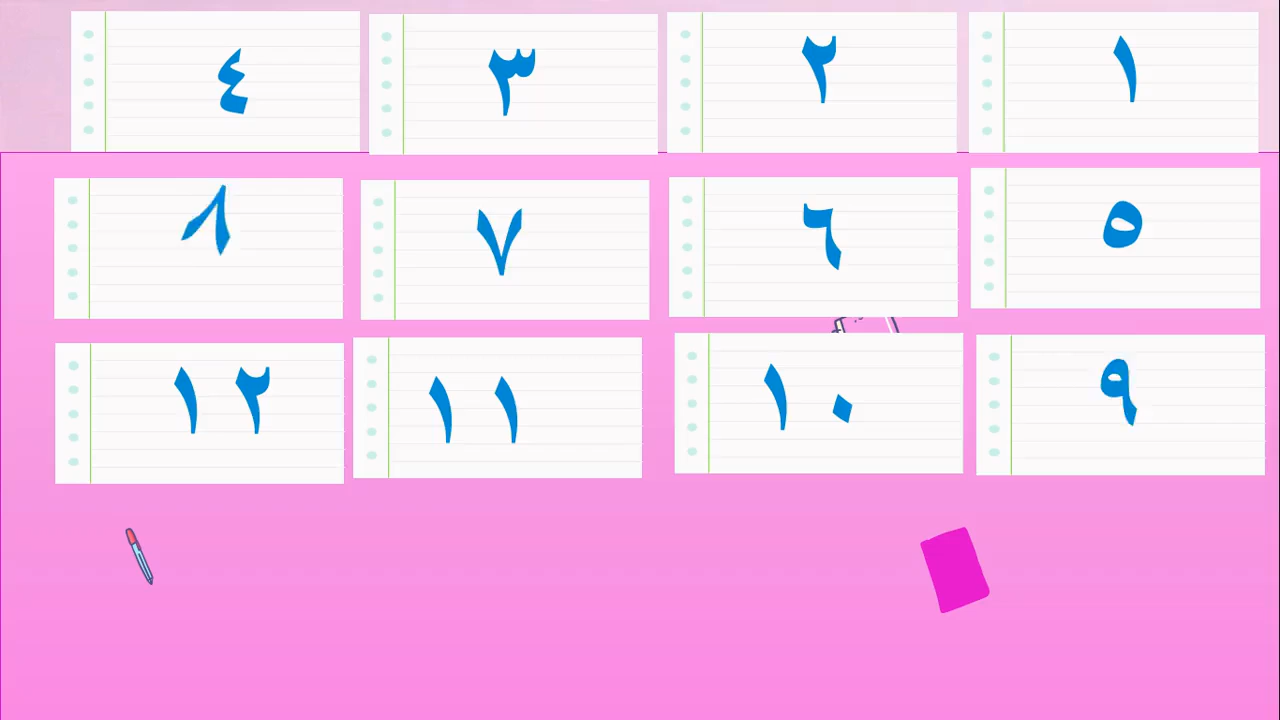 ١ ٢ ٣ ٤
٥ ٦ ٧ ٨
٩ ١٠ ١١ ١٢